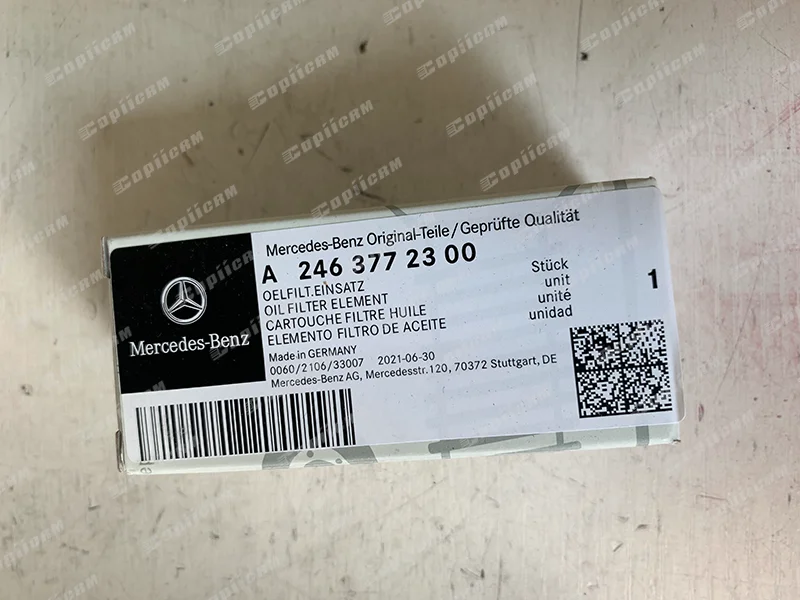 Mercedes-Benz Original-Teile/Geprüfte Qualität
A 246 377 23 00
OELFILT.EINSATZ
OIL FILTER ELEMENT
CARTOUCHE FILTRE HUILE
ELEMENTO FILTRO DE ACEITE
Stück
unit
unité
unidad
1
Mercedes-Benz
Made in GERMANY
0060/2106/33007 2021-06-30
Mercedes-Benz AG, Mercedesstr.120, 70372 Stuttgart, DE
Copiicam